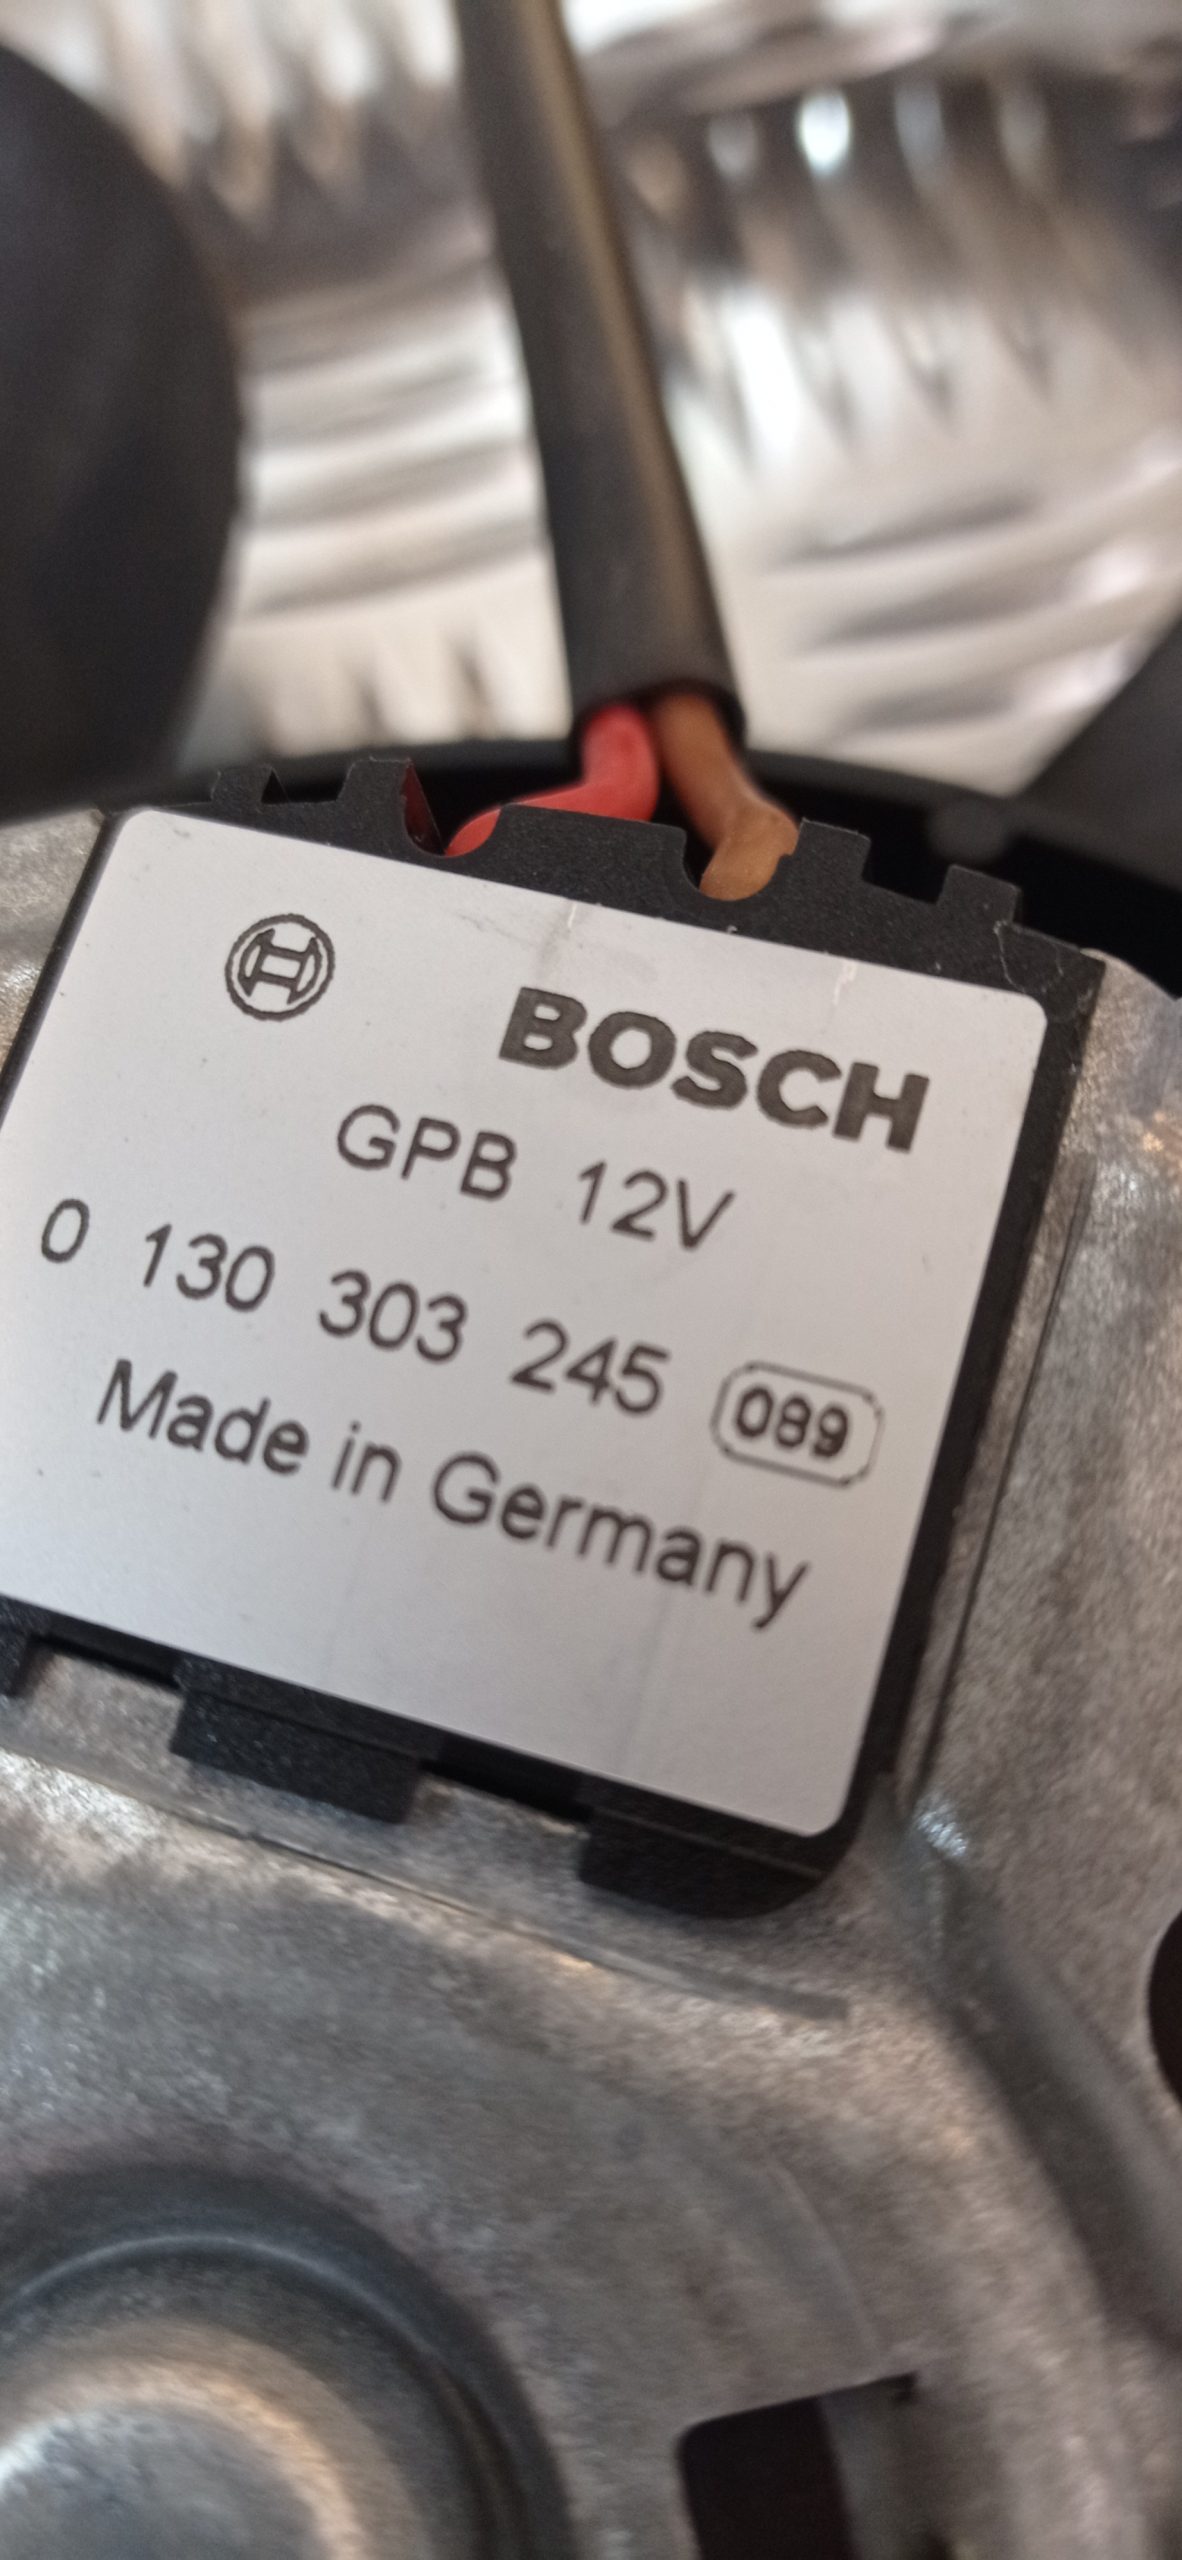 BOSCH
GPB 12V
0 130 303 245 089
Made in Germany